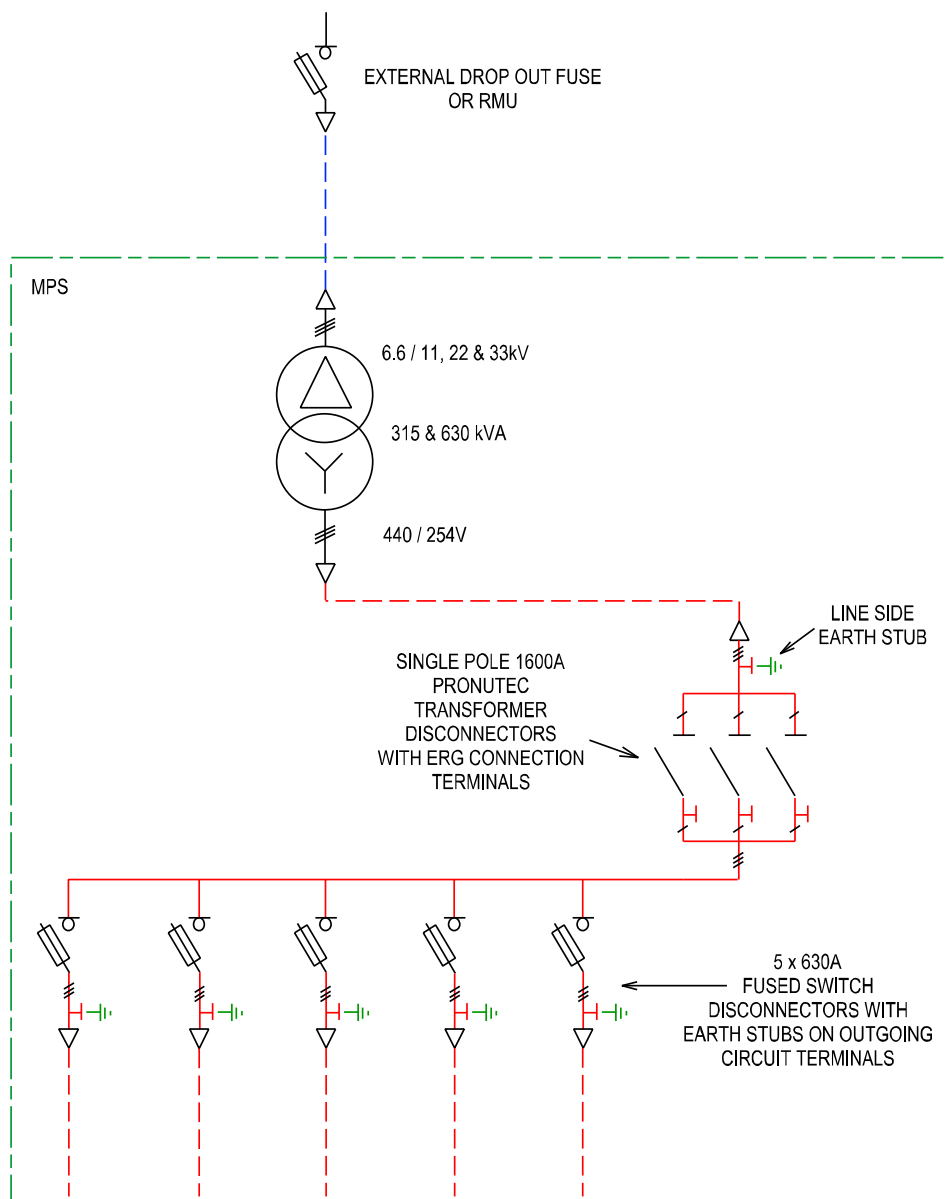 EXTERNAL DROP OUT FUSE
OR RMU
MPS
6.6 / 11, 22 & 33kV
315 & 630 kVA
440 / 254V
LINE SIDE
EARTH STUB
SINGLE POLE 1600A
PRONUTEC
TRANSFORMER
DISCONNECTORS
WITH ERG CONNECTION
TERMINALS
5 x 630A
FUSED SWITCH
DISCONNECTORS WITH
EARTH STUBS ON OUTGOING
CIRCUIT TERMINALS